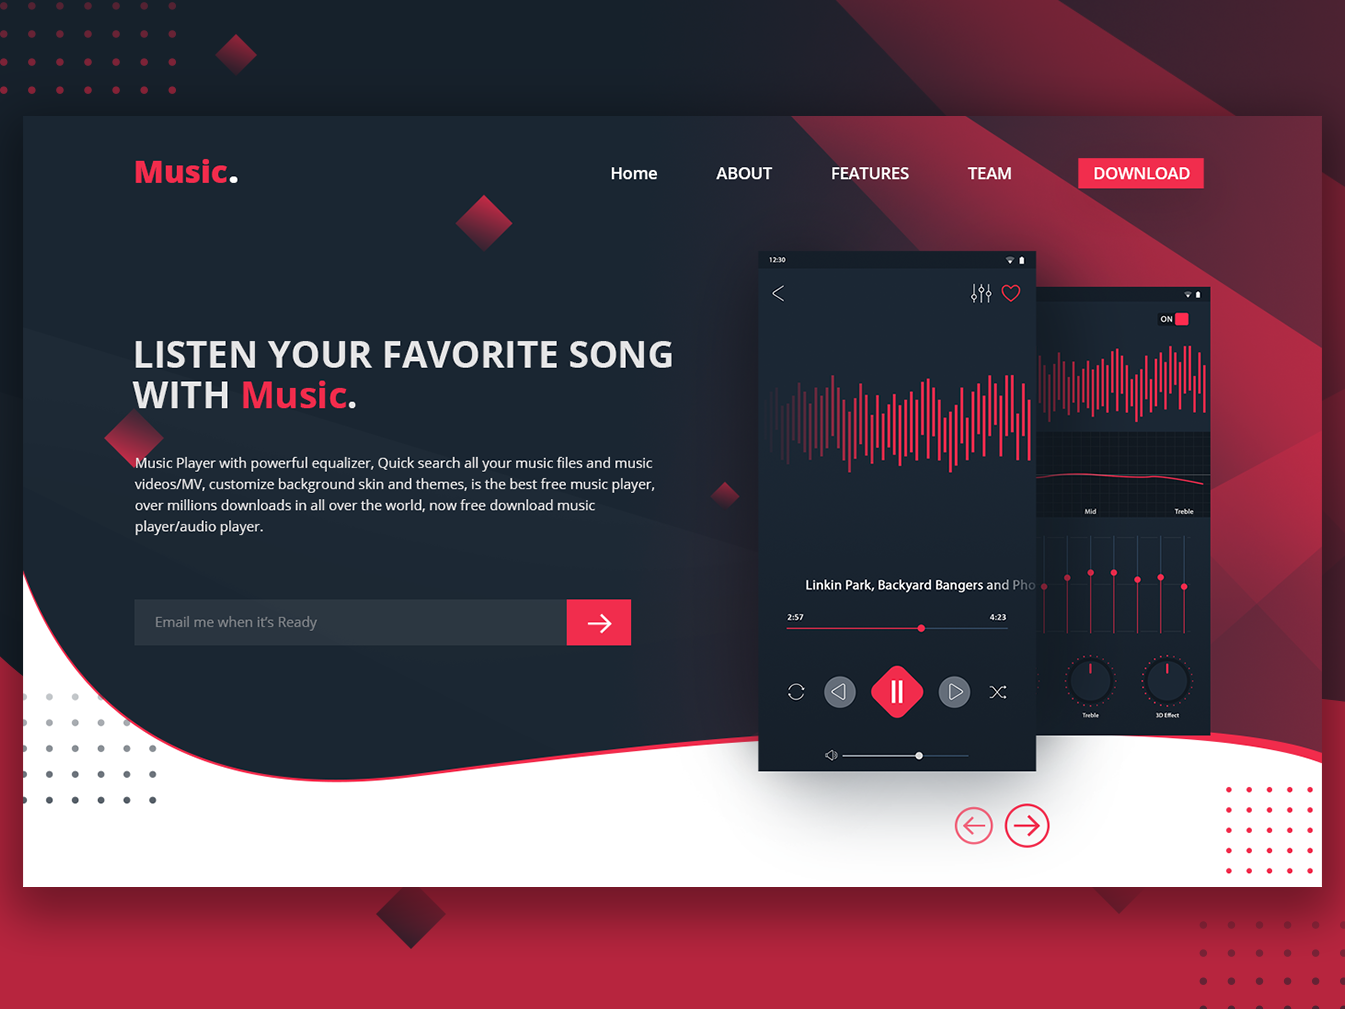 Music.
Home ABOUT FEATURES TEAM DOWNLOAD
LISTEN YOUR FAVORITE SONG
WITH Music.
Music Player with powerful equalizer, Quick search all your music files and music
videos/MV, customize background skin and themes, is the best free music player,
over millions downloads in all over the world, now free download music
player/audio player.
Email me when it's Ready
12:30
Linkin Park, Backyard Bangers and Pho
2:57 4:23
ON
Mid Treble
Treble 3D Effect